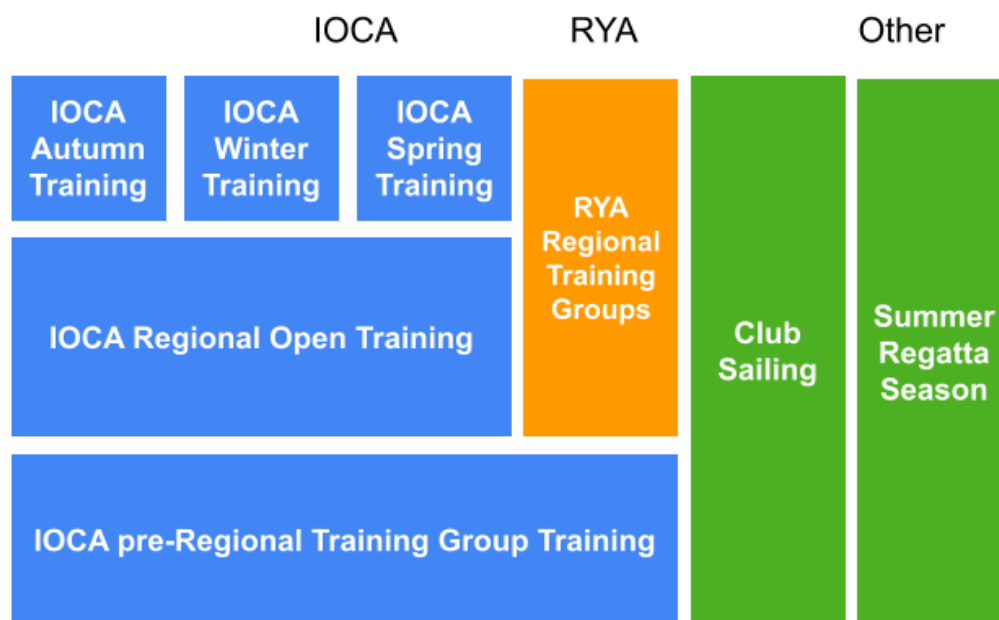 IOCA RYA Other
IOCA
Autumn
Training
IOCA
Winter
Training
IOCA
Spring
Training
RYA
Regional
Training
Groups
IOCA Regional Open Training
Club
Sailing
Summer
Regatta
Season
IOCA pre-Regional Training Group Training